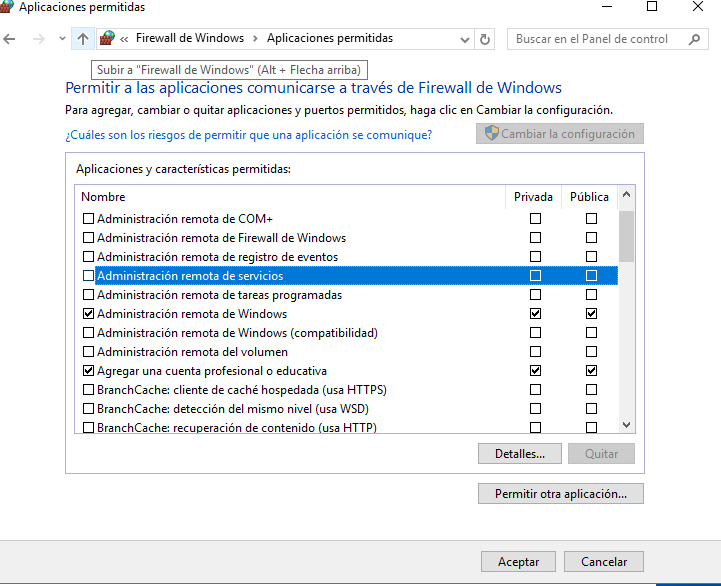 Aplicaciones permitidas
« Firewall de Windows > Aplicaciones permitidas
Buscar en el Panel de control
Subir a "Firewall de Windows" (Alt + Flecha arriba)
Permitir a las aplicaciones comunicarse a través de Firewall de Windows
Para agregar, cambiar o quitar aplicaciones y puertos permitidos, haga clic en Cambiar la configuración.
¿Cuáles son los riesgos de permitir que una aplicación se comunique?
Cambiar la configuración
Aplicaciones y características permitidas:
Nombre Privada Pública
Administración remota de COM+
Administración remota de Firewall de Windows
Administración remota de registro de eventos
Administración remota de servicios
Administración remota de tareas programadas
Administración remota de Windows
Administración remota de Windows (compatibilidad)
Administración remota del volumen
Agregar una cuenta profesional o educativa
BranchCache: cliente de caché hospedada (usa HTTPS)
BranchCache: detección del mismo nivel (usa WSD)
BranchCache: recuperación de contenido (usa HTTP)
Detalles... Quitar
Permitir otra aplicación...
Aceptar Cancelar